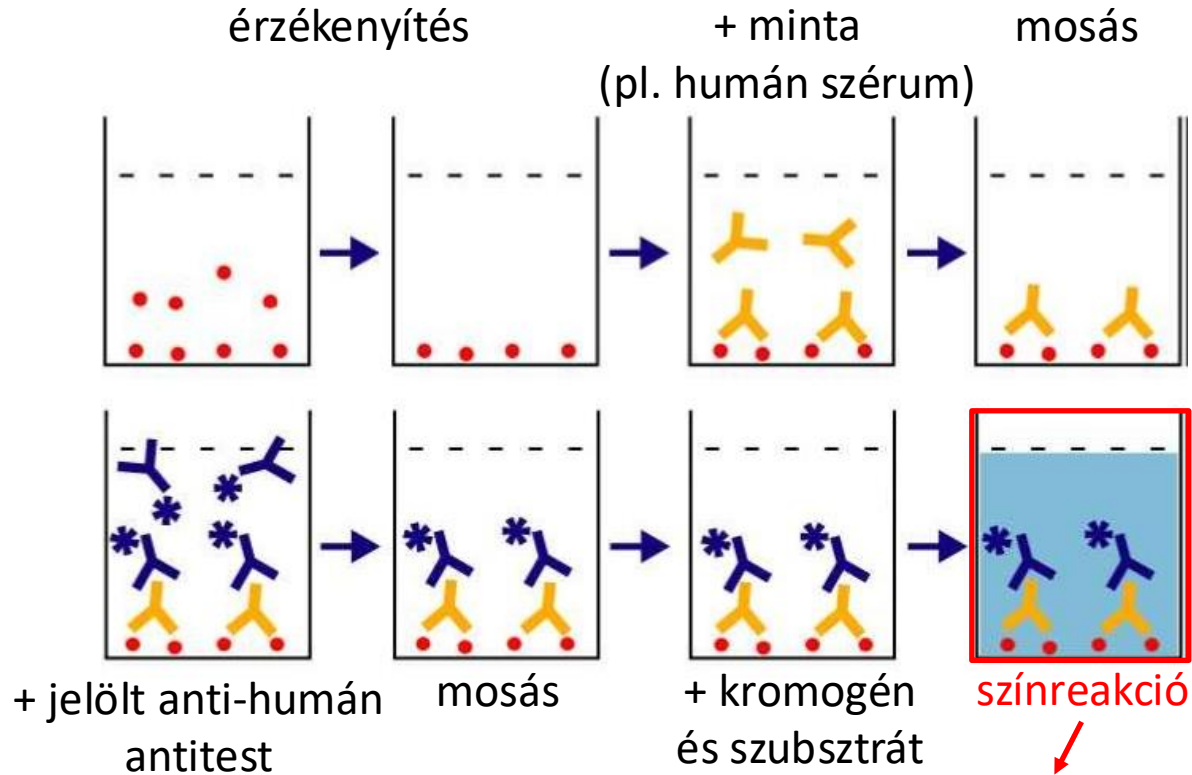 érzékenyítés
+ minta
(pl. humán szérum)
mosás
+ jelölt anti-humán
antitest
mosás
+ kromogén
és szubsztrát
színreakció